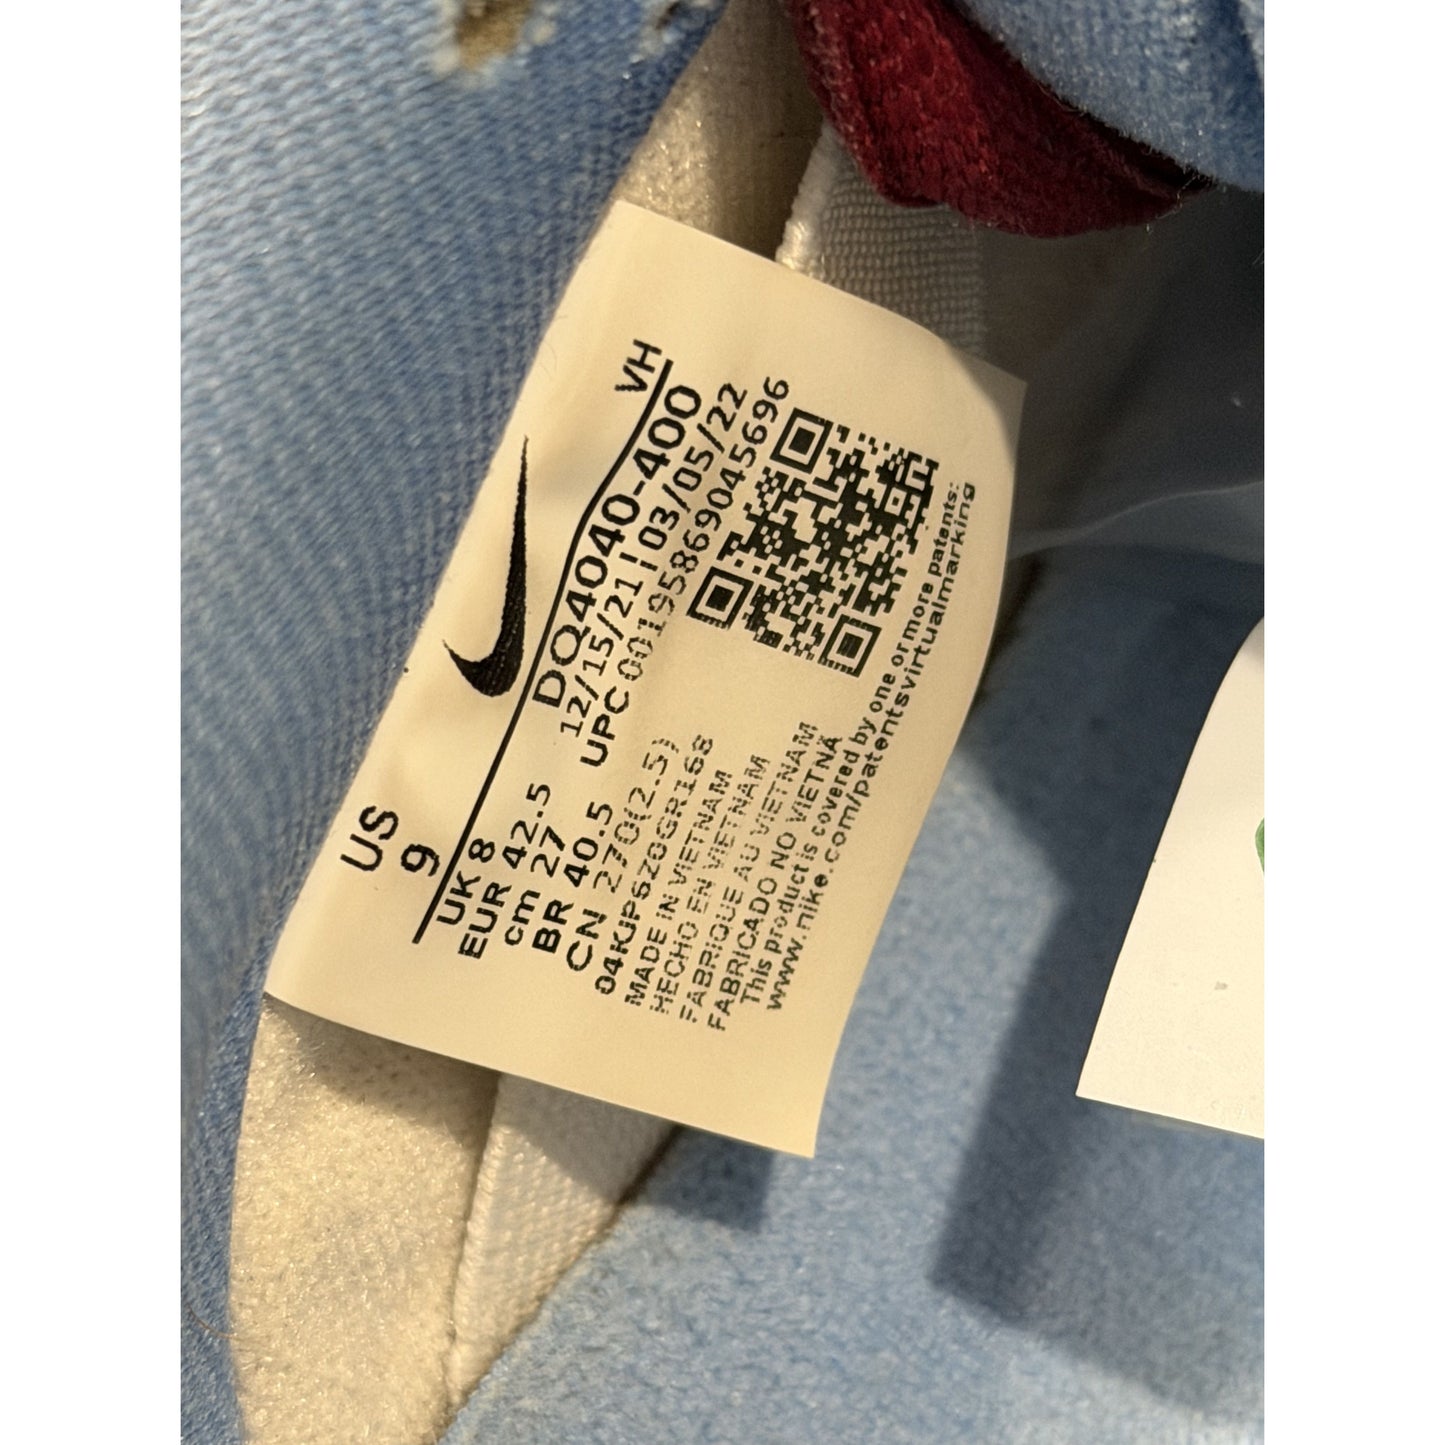 VH
US
9
DQ4040-400
12/15/21 | 03/05/22
UPC 00195869045696
UK 8
EUR 42.5
cm 27
BR 40.5
CN 270(2.5)
MADE IN VIETNAM
HECHO EN VIETNAM
FABRIQUE AU VIETNAM
FABRICADO NO VIETNÃ
This product is covered by one or more patents:
www.nike.com/patentsvirtualmarking